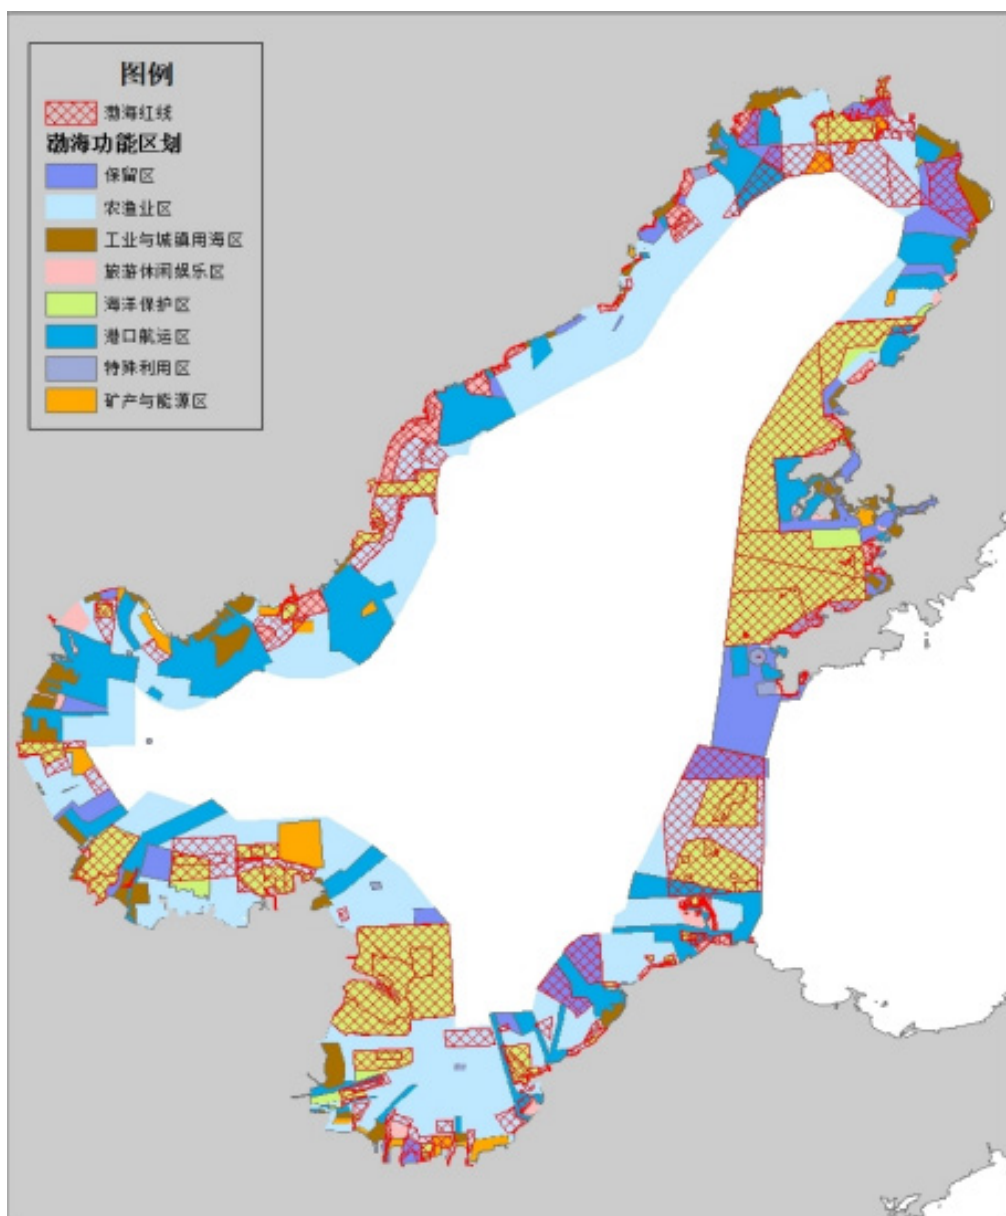 图例
渤海红线
渤海功能区划
保留区
农渔业区
工业与城镇用海区
旅游休闲娱乐区
海洋保护区
港口航运区
特殊利用区
矿产与能源区